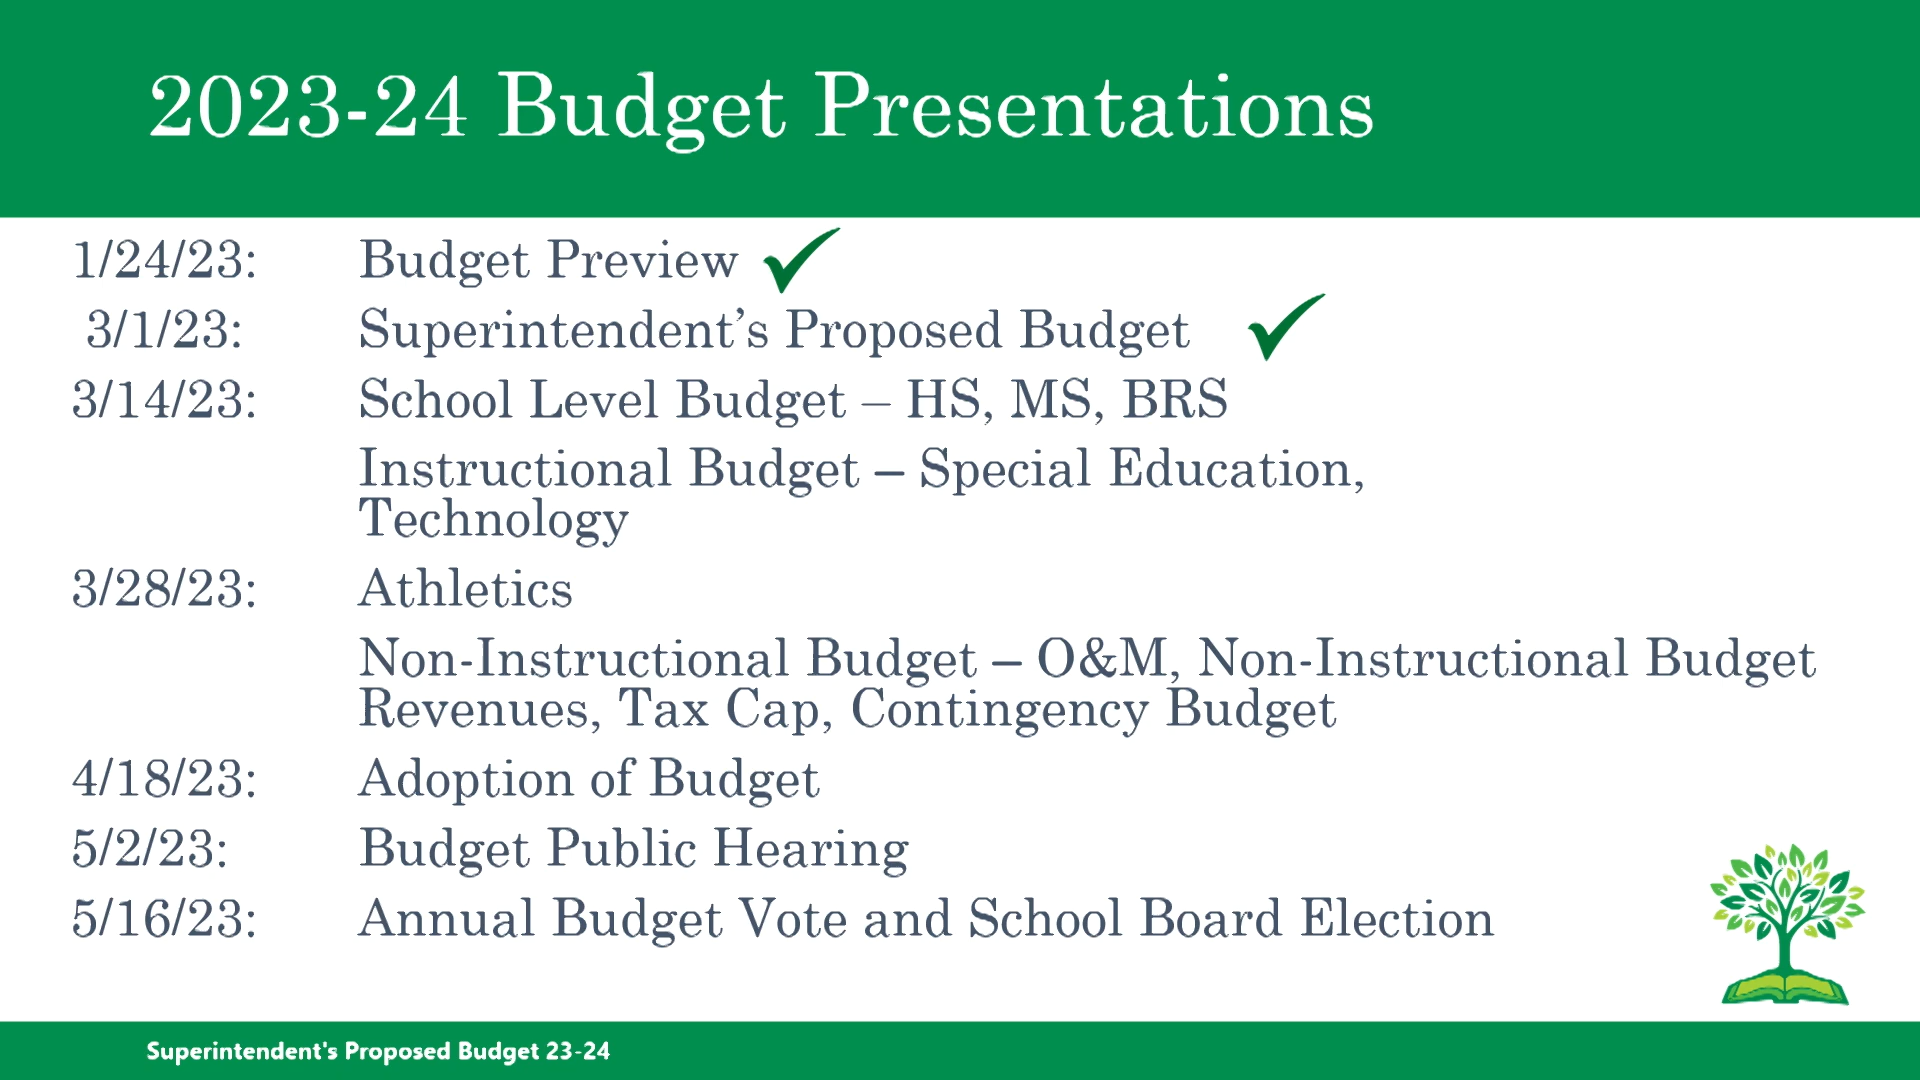 2023-24 Budget Presentations
1/24/23: Budget Preview
3/1/23: Superintendent’s Proposed Budget
3/14/23: School Level Budget – HS, MS, BRS
Instructional Budget – Special Education,
Technology
3/28/23: Athletics
Non-Instructional Budget – O&M, Non-Instructional Budget
Revenues, Tax Cap, Contingency Budget
4/18/23: Adoption of Budget
5/2/23: Budget Public Hearing
5/16/23: Annual Budget Vote and School Board Election
Superintendent's Proposed Budget 23-24